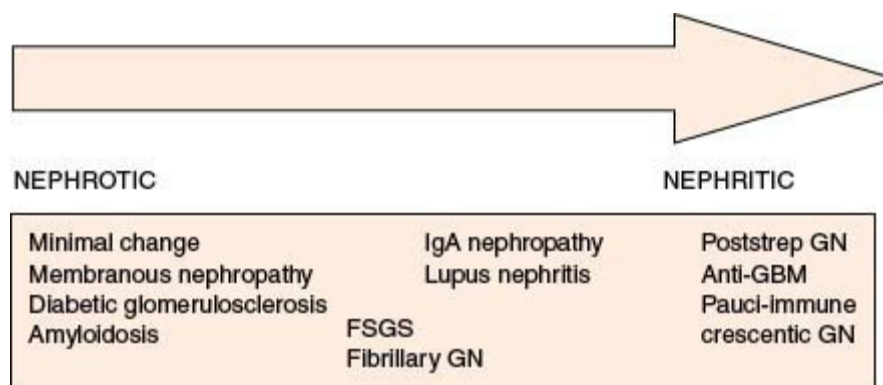 NEPHROTIC
NEPHRITIC
Minimal change
Membranous nephropathy
Diabetic glomerulosclerosis
Amyloidosis
FSGS
Fibrillary GN
IgA nephropathy
Lupus nephritis
Poststrep GN
Anti-GBM
Pauci-immune
crescentic GN